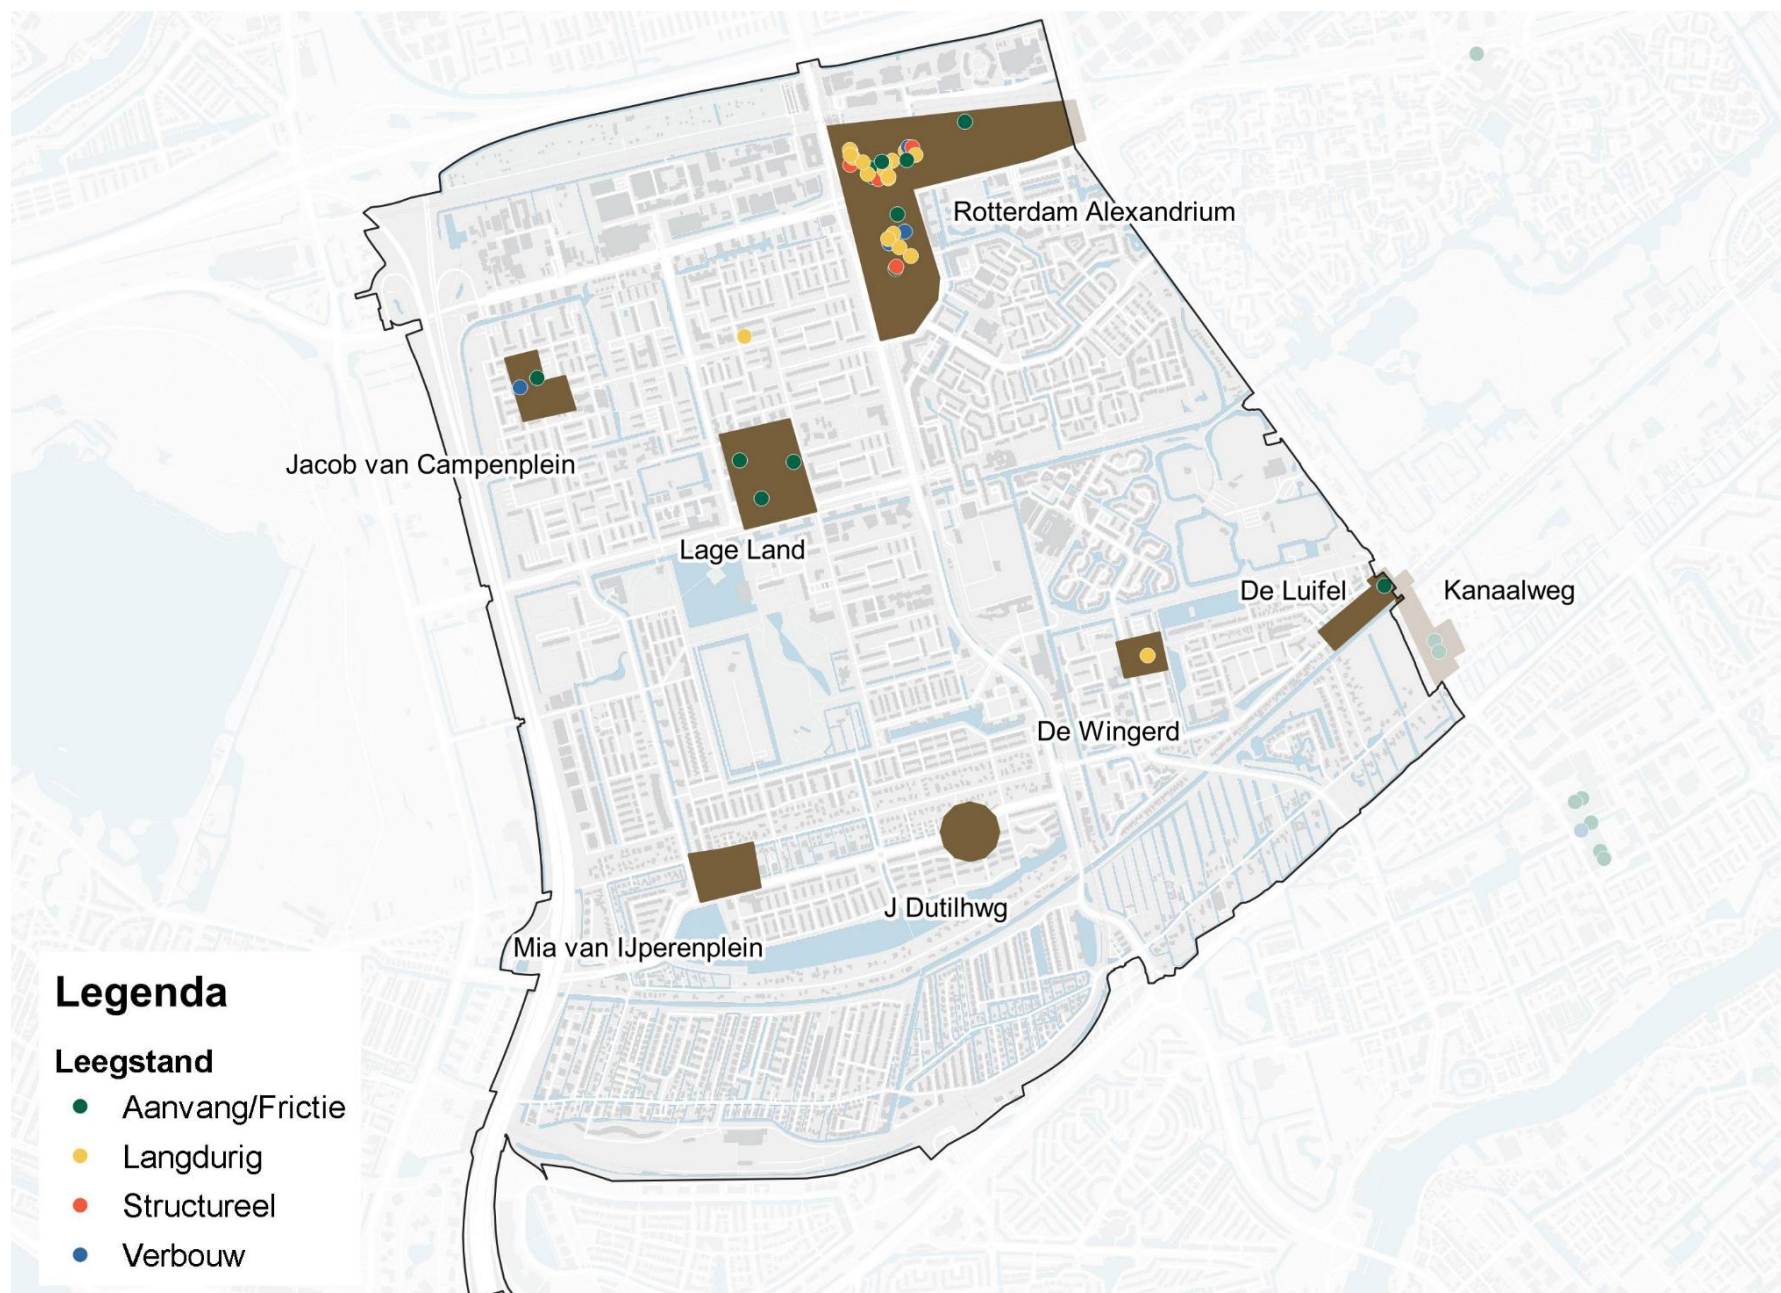 Rotterdam Alexandrium
Jacob van Campenplein
Lage Land
De Luifel
Kanaalweg
De Wingerd
J Dutilhwg
Mia van IJperenplein
Legenda
Leegstand
Aanvang/Frictie
Langdurig
Structureel
Verbouw